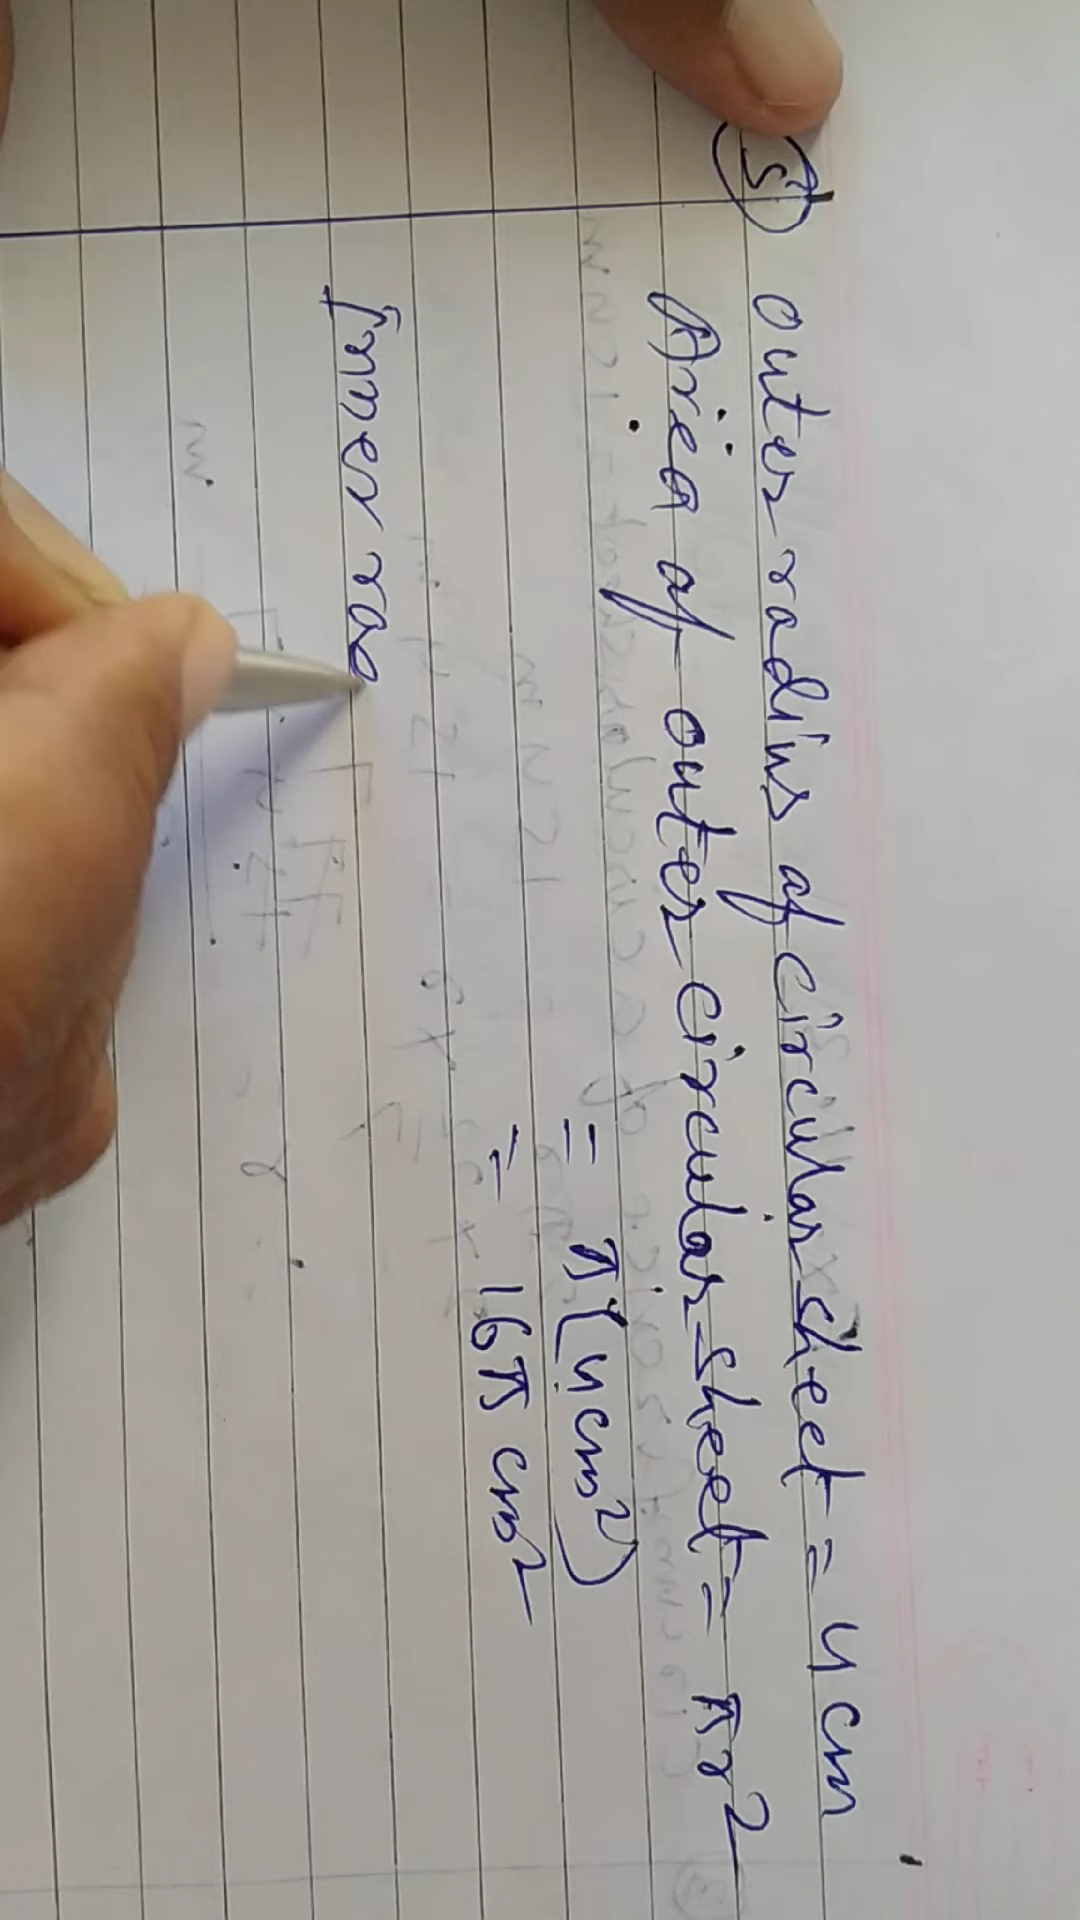 5) outer radius of circular sheet = 4 cm
Area of outer circular sheet = πr²
= π(4cm²)
= 16π cm²
Inner rad